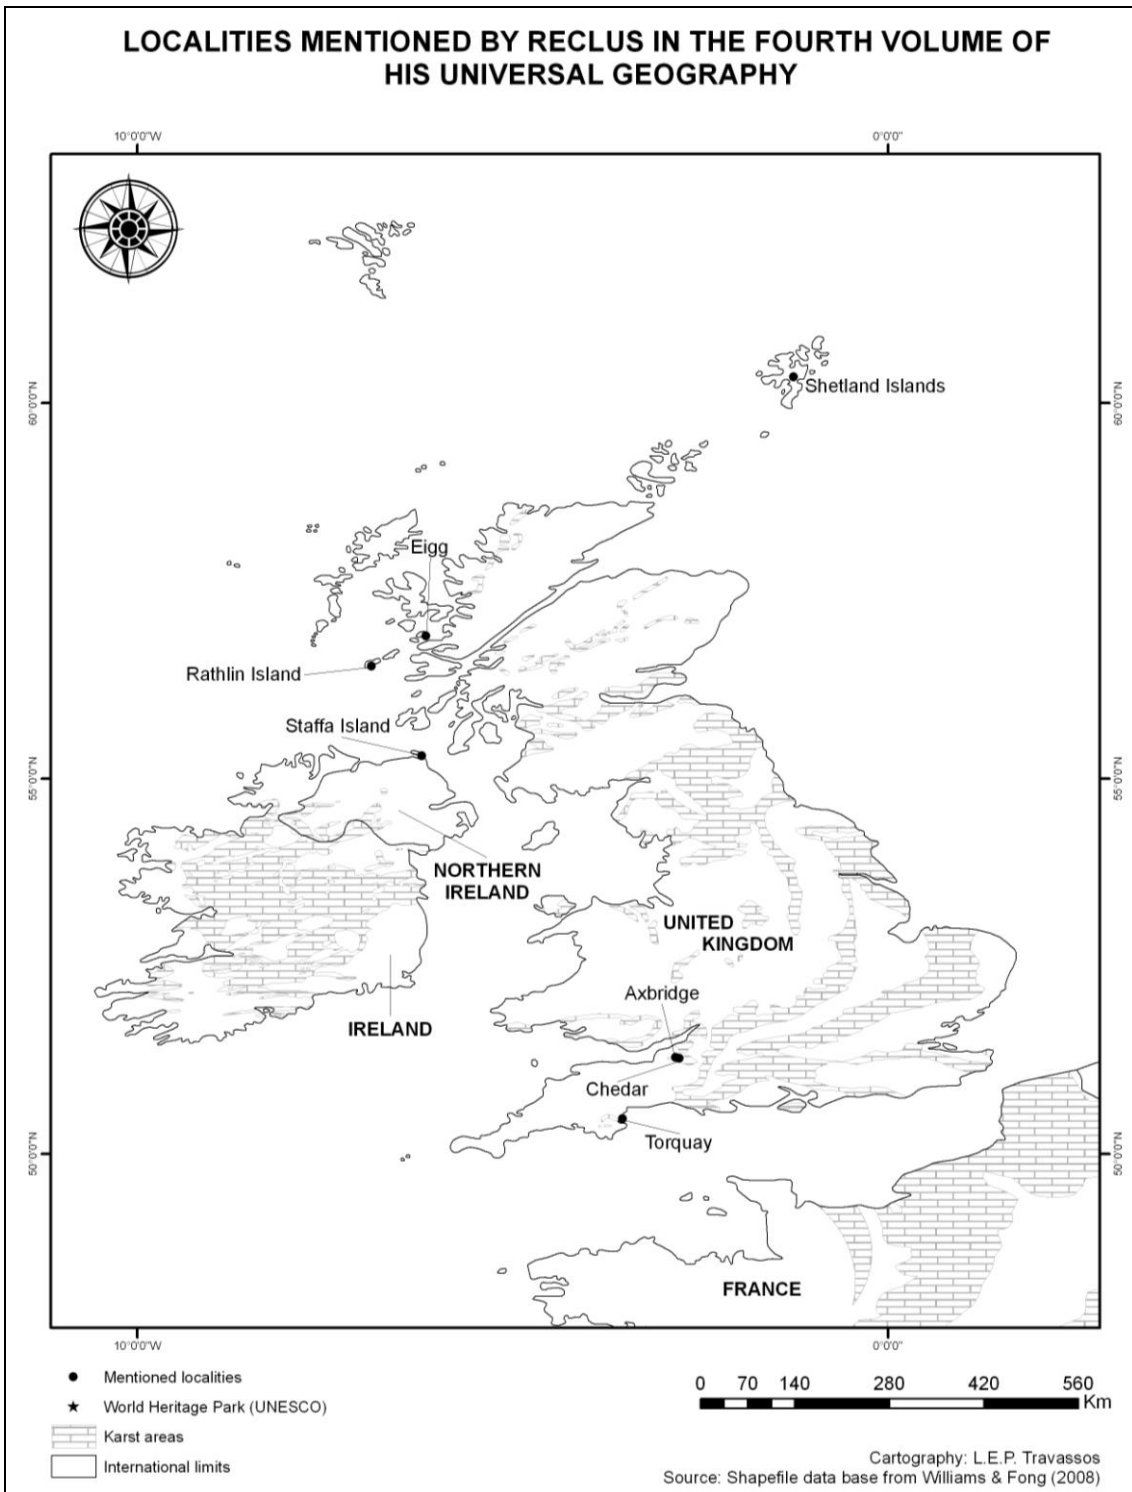 LOCALITIES MENTIONED BY RECLUS IN THE FOURTH VOLUME OF
HIS UNIVERSAL GEOGRAPHY
10°0'0"W
0°0'0"
60°0'0"N
60°0'0"N
Shetland Islands
Eigg
Rathlin Island
Staffa Island
55°0'0"N
55°0'0"N
NORTHERN
IRELAND
UNITED
KINGDOM
Axbridge
IRELAND
Chedar
Torquay
50°0'0"N
50°0'0"N
FRANCE
10°0'0"W
0°0'0"
Mentioned localities
World Heritage Park (UNESCO)
Karst areas
International limits
0 70 140 280 420 560
Km
Cartography: L.E.P. Travassos
Source: Shapefile data base from Williams & Fong (2008)